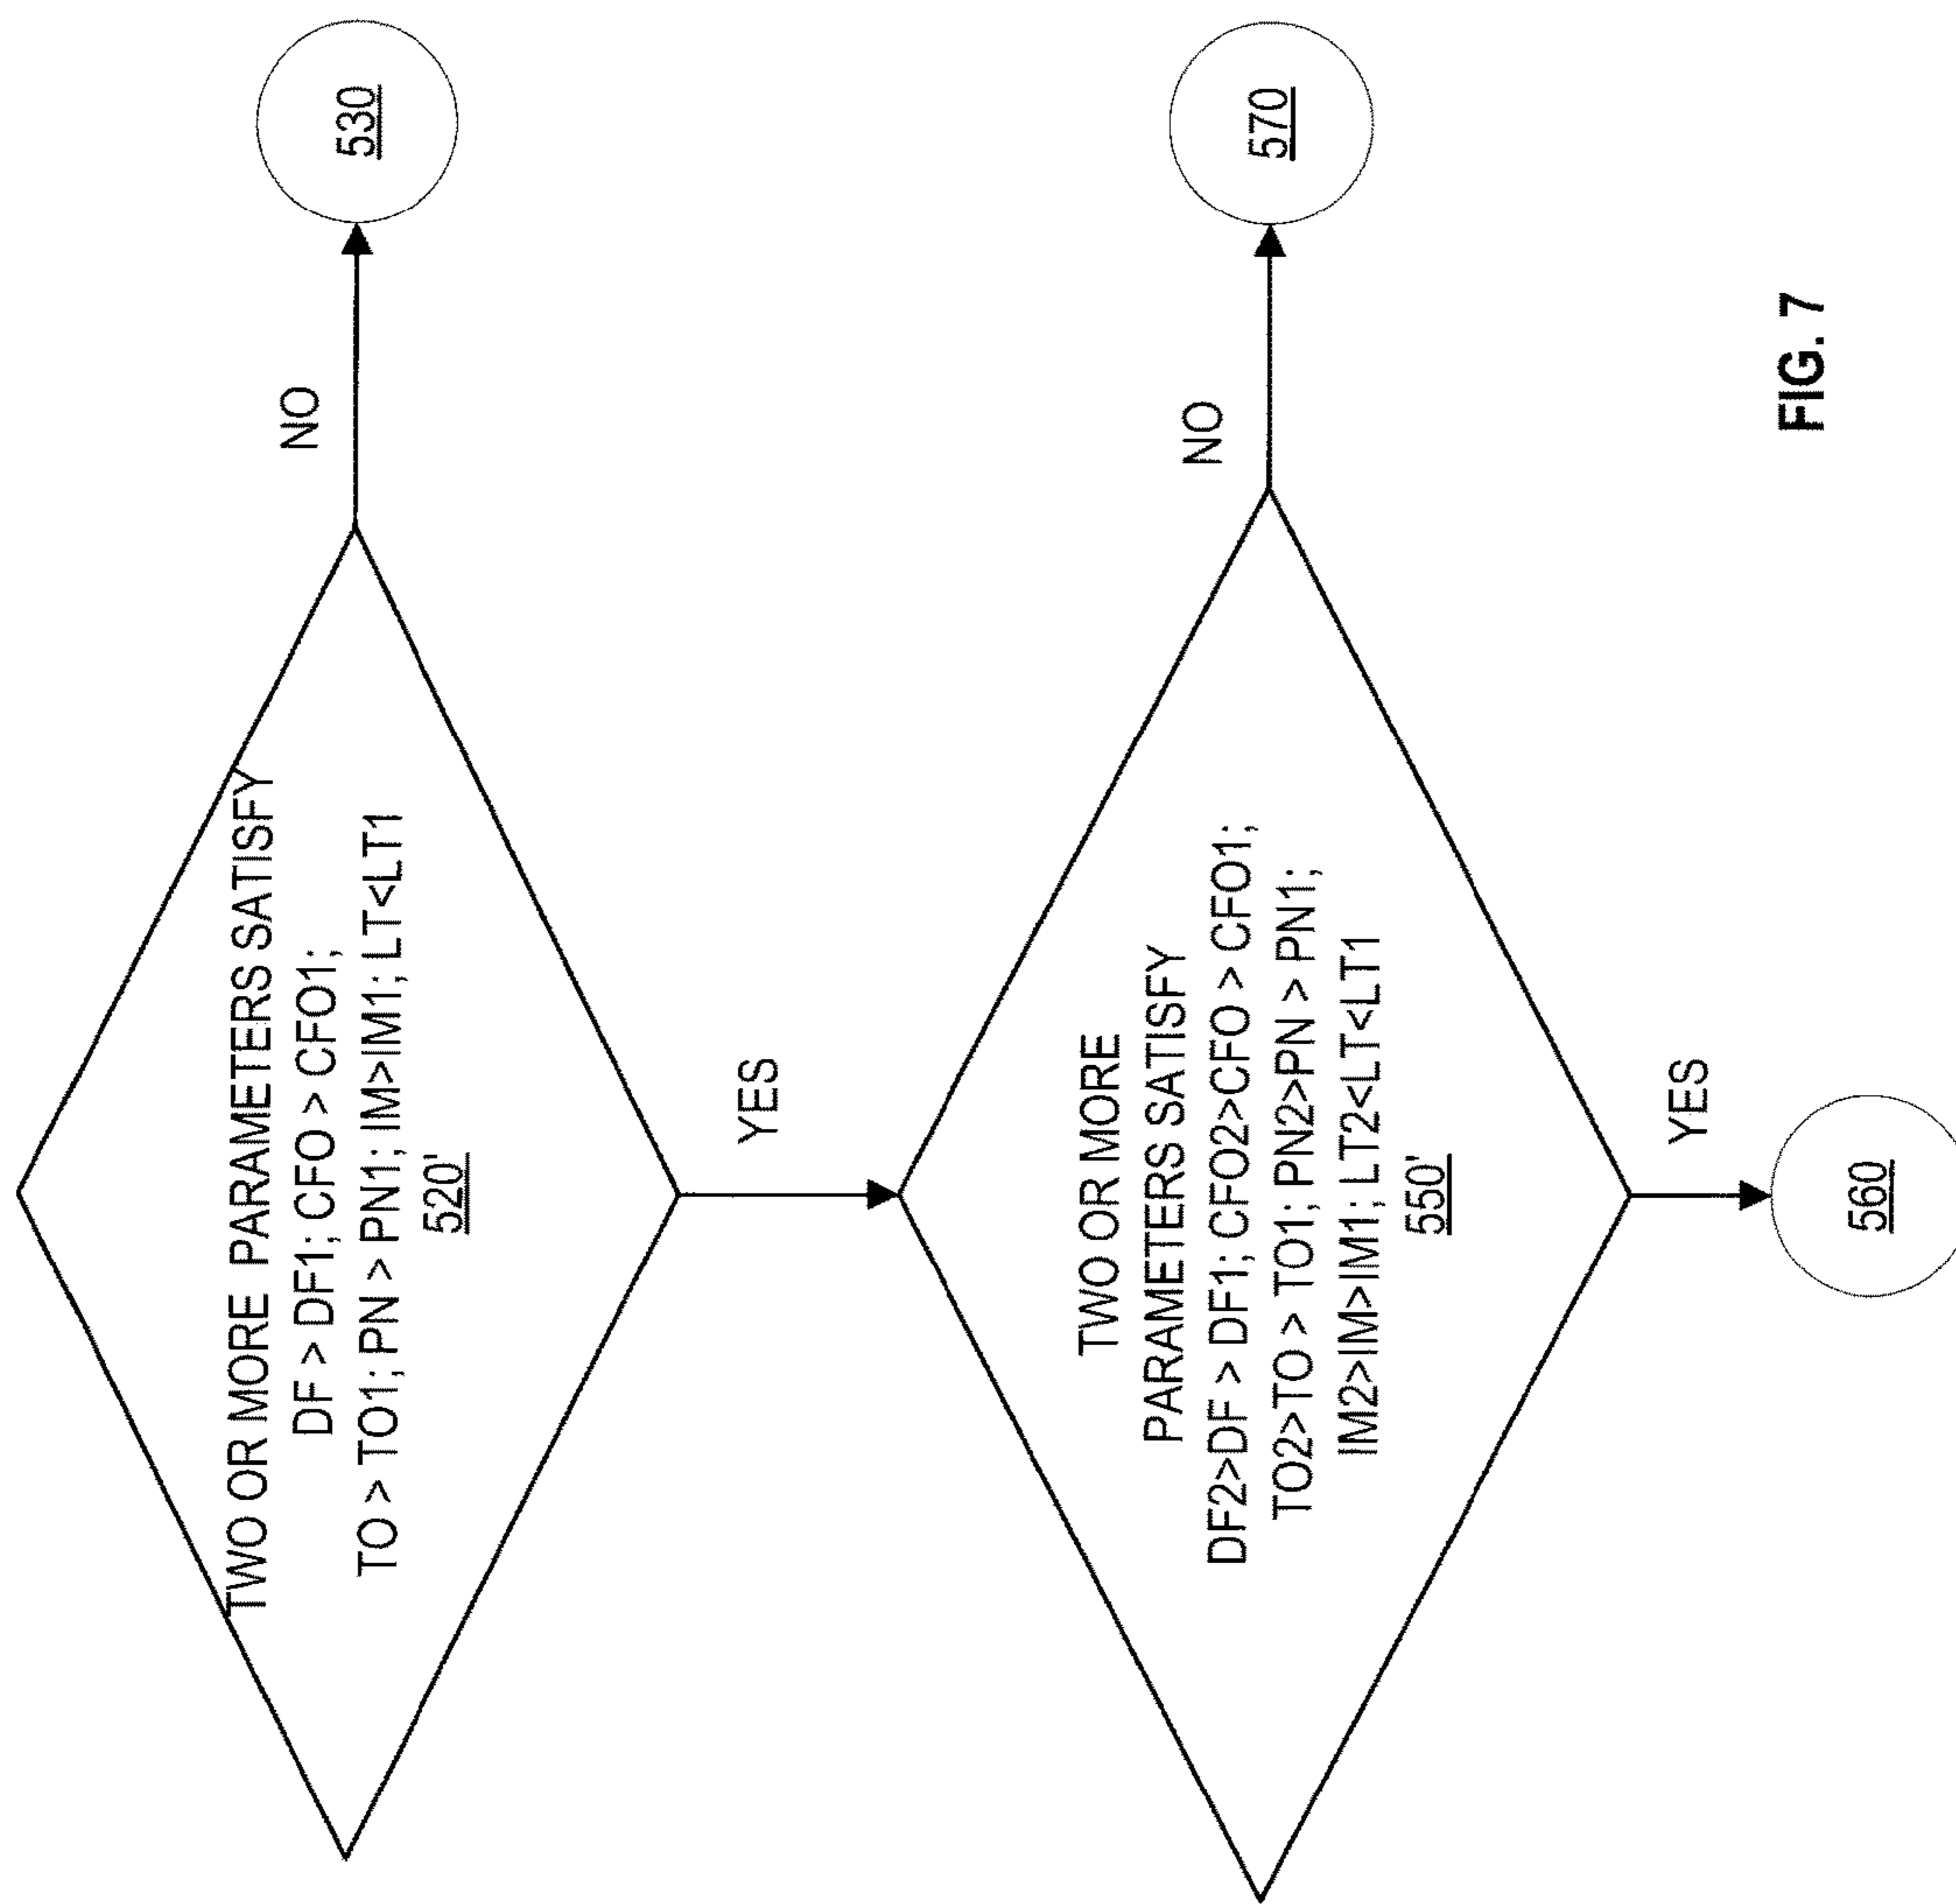 TWO OR MORE PARAMETERS SATISFY
DF > DF1; CFO > CFO1;
TO > TO1; PN > PN1; IM>IM1; LT<LT1
520'
NO
530
YES
TWO OR MORE
PARAMETERS SATISFY
DF2>DF > DF1; CFO2>CFO > CFO1;
TO2>TO > TO1; PN2>PN > PN1;
IM2>IM>IM1; LT2<LT<LT1
550'
NO
570
YES
560
FIG. 7